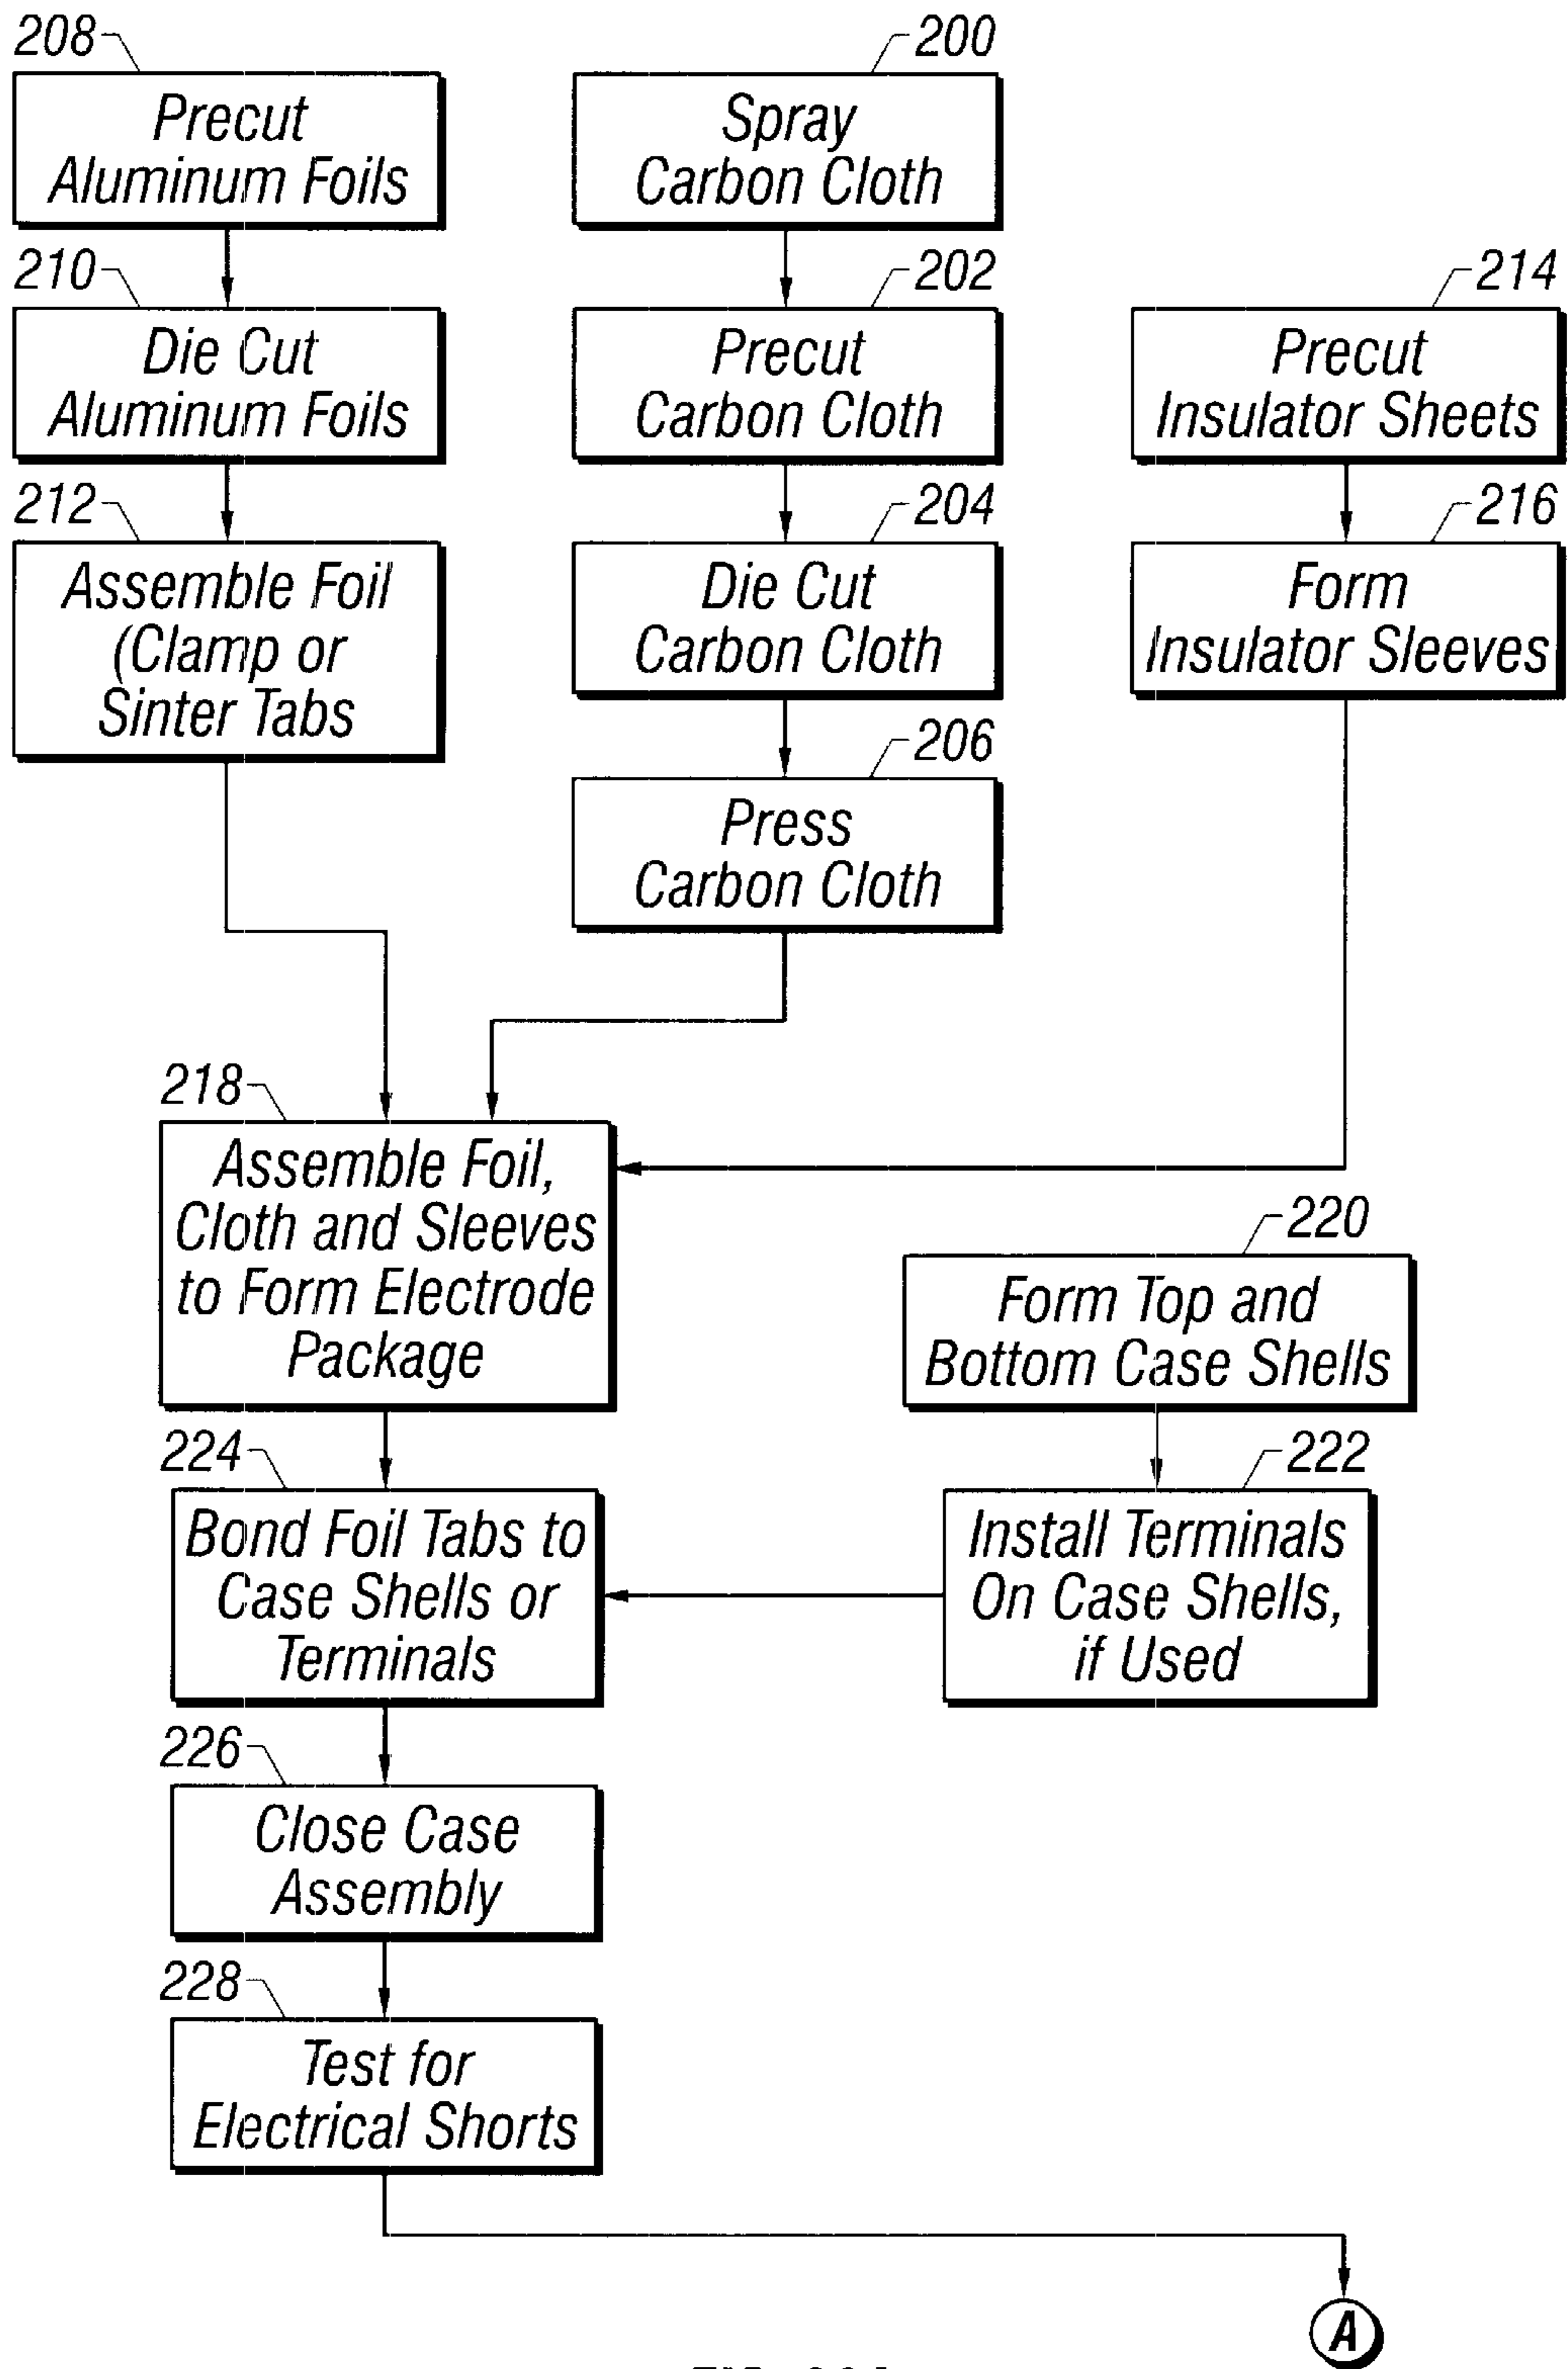 208
Precut
Aluminum Foils
200
Spray
Carbon Cloth
210
Die Cut
Aluminum Foils
202
Precut
Carbon Cloth
214
Precut
Insulator Sheets
212
Assemble Foil
(Clamp or
Sinter Tabs
204
Die Cut
Carbon Cloth
216
Form
Insulator Sleeves
206
Press
Carbon Cloth
218
Assemble Foil,
Cloth and Sleeves
to Form Electrode
Package
220
Form Top and
Bottom Case Shells
224
Bond Foil Tabs to
Case Shells or
Terminals
222
Install Terminals
On Case Shells,
if Used
226
Close Case
Assembly
228
Test for
Electrical Shorts
A